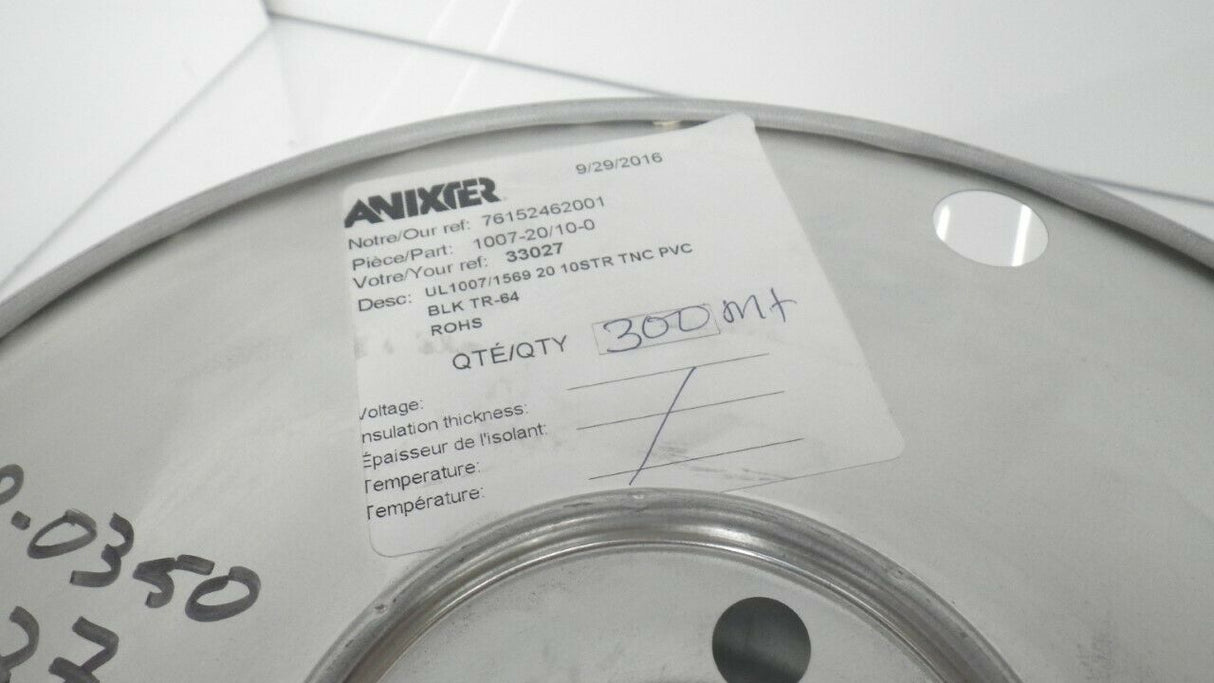 ANIXTER
9/29/2016
Notre/Our ref: 76152462001
Pièce/Part: 1007-20/10-0
Votre/Your ref: 33027
Desc: UL1007/1569 20 10STR TNC PVC
BLK TR-64
ROHS
QTÉ/QTY 300 Mt
Voltage:
Insulation thickness:
Épaisseur de l'isolant:
Temperature:
Température:
.0350